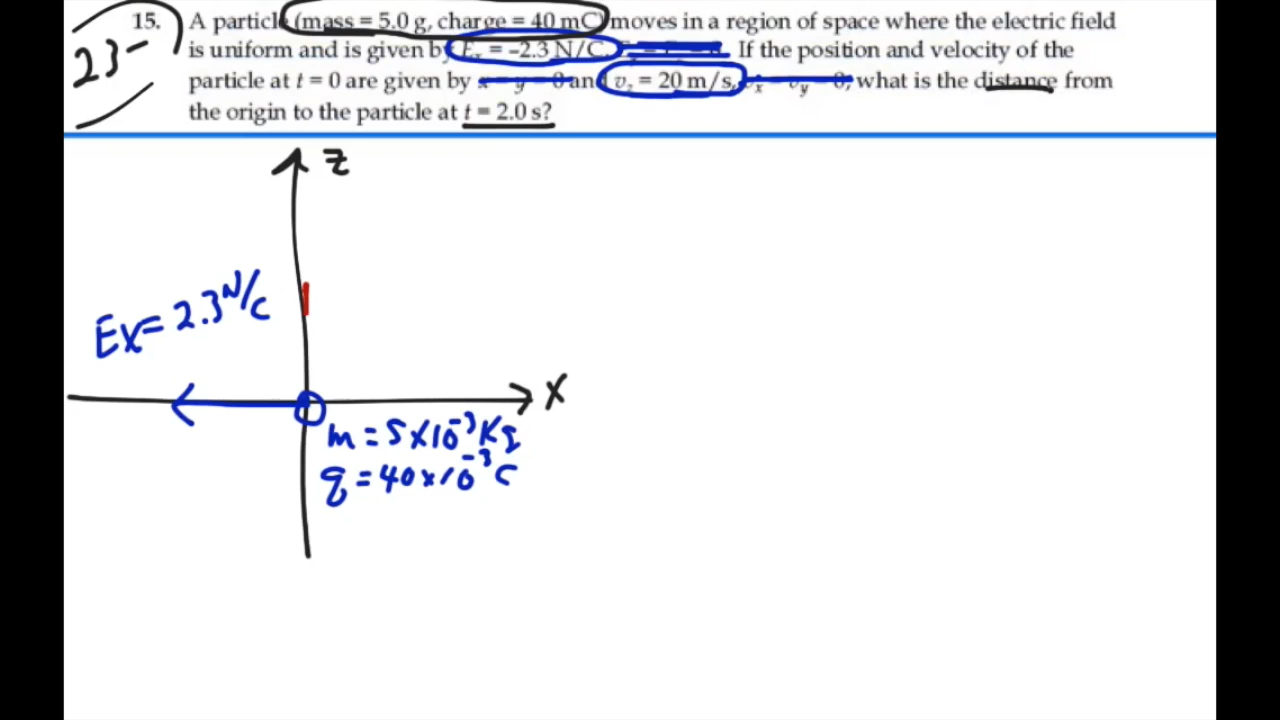 15. A particle (mass = 5.0 g, charge = 40 mC) moves in a region of space where the electric field
23-
is uniform and is given by Eₓ = –2.3 N/C. If the position and velocity of the
particle at t = 0 are given by x = y = 0 and v_z = 20 m/s, what is the distance from
the origin to the particle at t = 2.0 s?
Z
Ex = 2.3 N/C
X
m = 5×10⁻³ Kg
q = 40×10⁻³ C